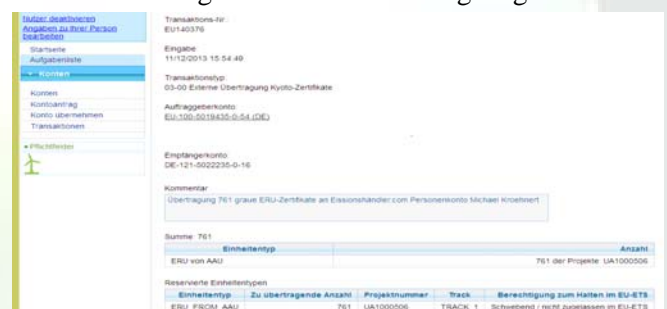 Nutzer deaktivieren
Angaben zu Ihrer Person
bearbeiten
Startseite
Aufgabenliste
Konten
Konten
Kontoantrag
Konto übernehmen
Transaktionen
Pflichtfelder
Transaktions-Nr.
EU140376
Eingabe
11/12/2013 15:54:49
Transaktionstyp
03-00 Externe Übertragung Kyoto-Zertifikate
Auftraggeberkonto
EU-100-5019435-0-54 (DE)
Empfängerkonto
DE-121-5022235-0-16
Kommentar
Übertragung 761 graue ERU-Zertifikate an Eissionshändler.com Personenkonto Michael Kroehnert
Summe: 761
Einheitentyp Anzahl
ERU von AAU 761 der Projekte: UA1000506
Reservierte Einheitentypen
Einheitentyp Zu übertragende Anzahl Projektnummer Track Berechtigung zum Halten im EU-ETS
ERU_FROM_AAU 761 UA1000506 TRACK_1 Schwebend / nicht zugelassen im EU-ETS